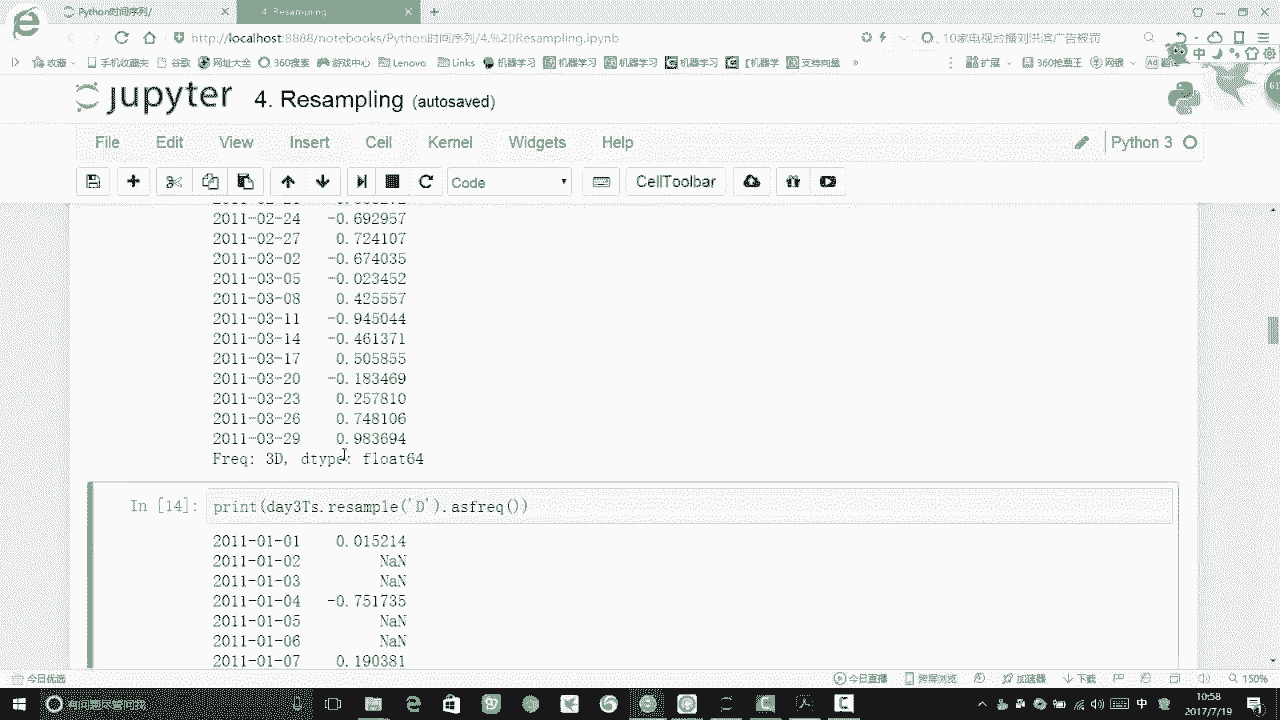 Python时间序列/
4. Resampling
http://localhost:8888/notebooks/Python时间序列/4.%20Resampling.ipynb
10家电视台播刘洪滨广告被罚
收藏
手机收藏夹
谷歌
网址大全
360搜索
游戏中心
Lenovo
Links
机器学习
机器学习
机器学习
机器学习
【机器学
支持向量
»
扩展
360抢票王
网银
中
61
jupyter 4. Resampling (autosaved)
File Edit View Insert Cell Kernel Widgets Help
Python 3
Code
CellToolbar
2011-02-24 -0.692957
2011-02-27 0.724107
2011-03-02 -0.674035
2011-03-05 -0.023452
2011-03-08 0.425557
2011-03-11 -0.945044
2011-03-14 -0.461371
2011-03-17 0.505855
2011-03-20 -0.183469
2011-03-23 0.257810
2011-03-26 0.748106
2011-03-29 0.983694
Freq: 3D, dtype: float64
In [14]: print(day3Ts.resample('D').asfreq())
2011-01-01 0.015214
2011-01-02 NaN
2011-01-03 NaN
2011-01-04 -0.751735
2011-01-05 NaN
2011-01-06 NaN
2011-01-07 0.190381
今日优选
今日直播
跨屏浏览
加速器
下载
150%
有问题尽管问我
中
10:58
2017/7/19